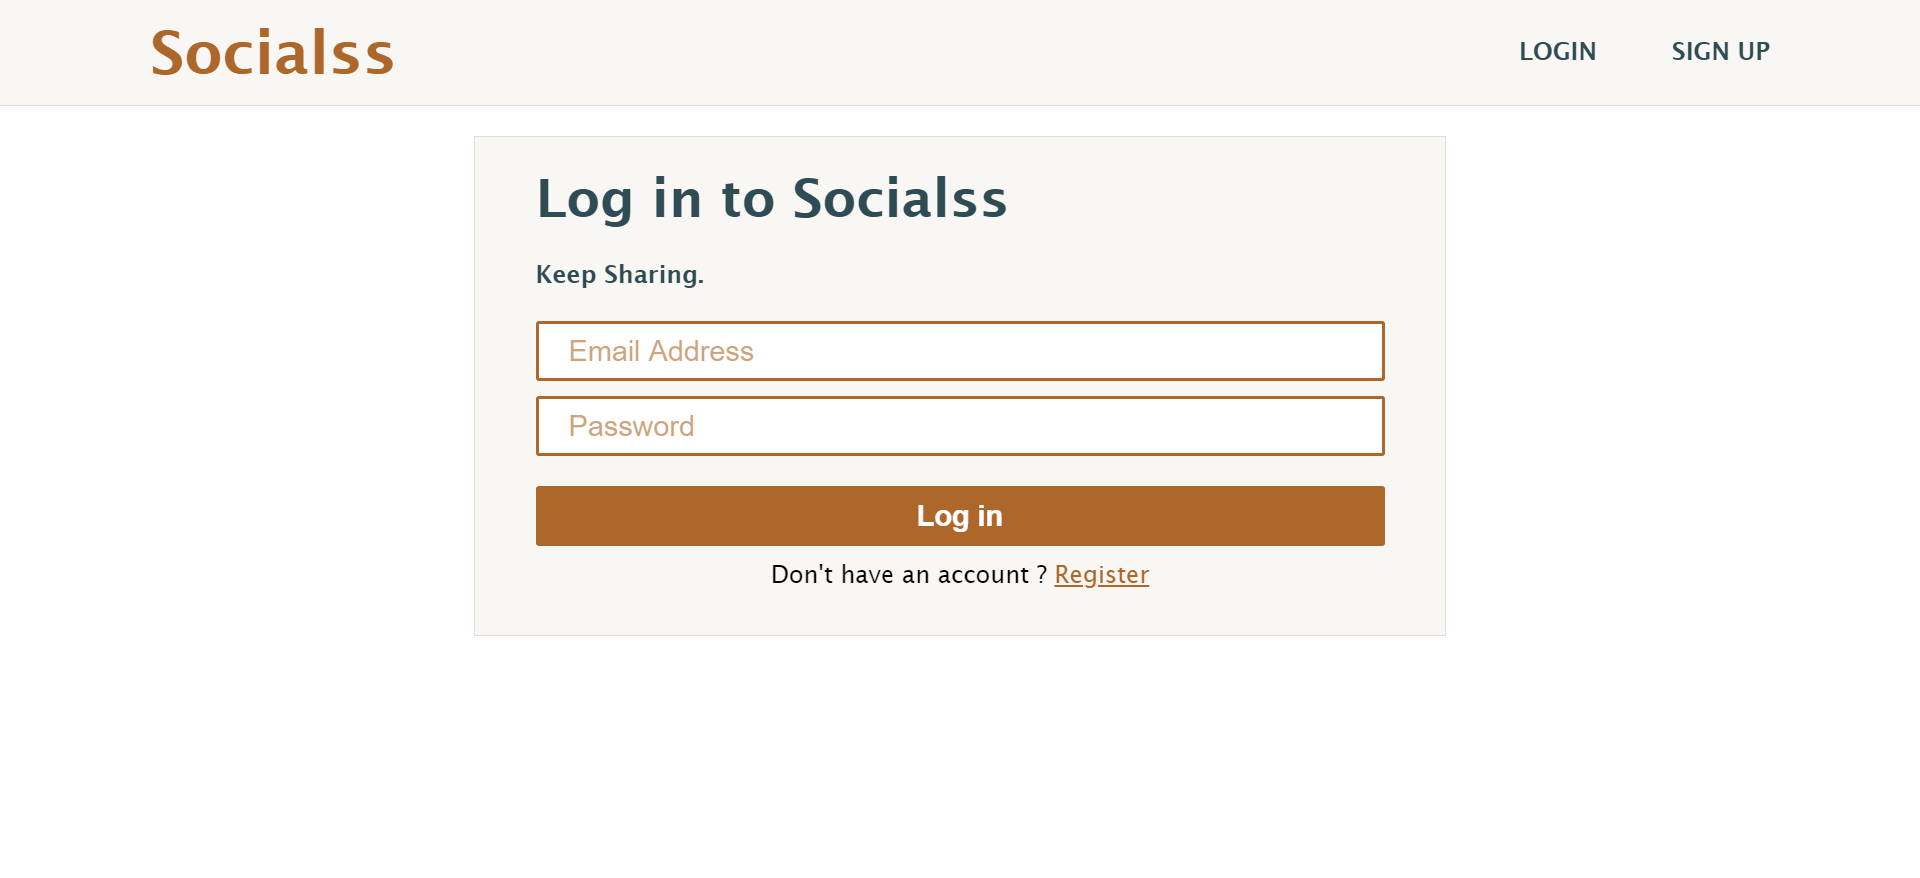 Socialss
LOGIN SIGN UP
Log in to Socialss
Keep Sharing.
Email Address
Password
Log in
Don't have an account ? Register